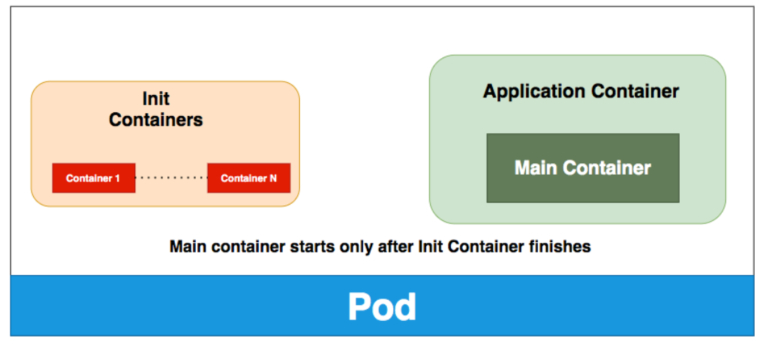 Init
Containers
Container 1
Container N
Application Container
Main Container
Main container starts only after Init Container finishes
Pod